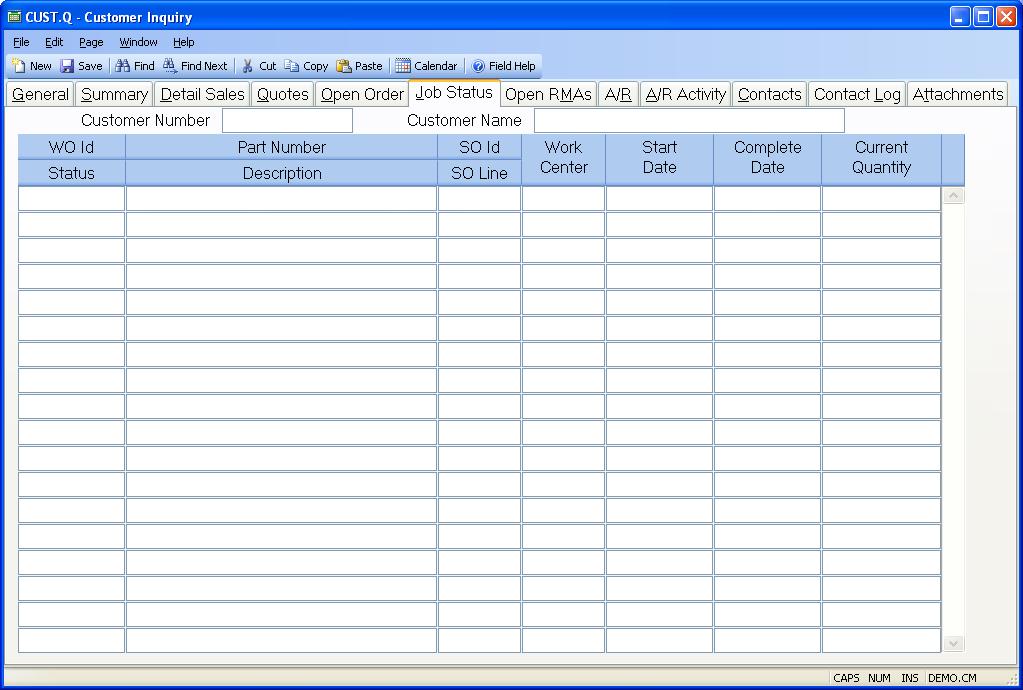 CUST.Q - Customer Inquiry
File Edit Page Window Help
New Save Find Find Next Cut Copy Paste Calendar Field Help
General Summary Detail Sales Quotes Open Order Job Status Open RMAs A/R A/R Activity Contacts Contact Log Attachments
Customer Number Customer Name
WO Id Part Number SO Id Work Start Complete Current
Status Description SO Line Center Date Date Quantity
CAPS NUM INS DEMO.CM